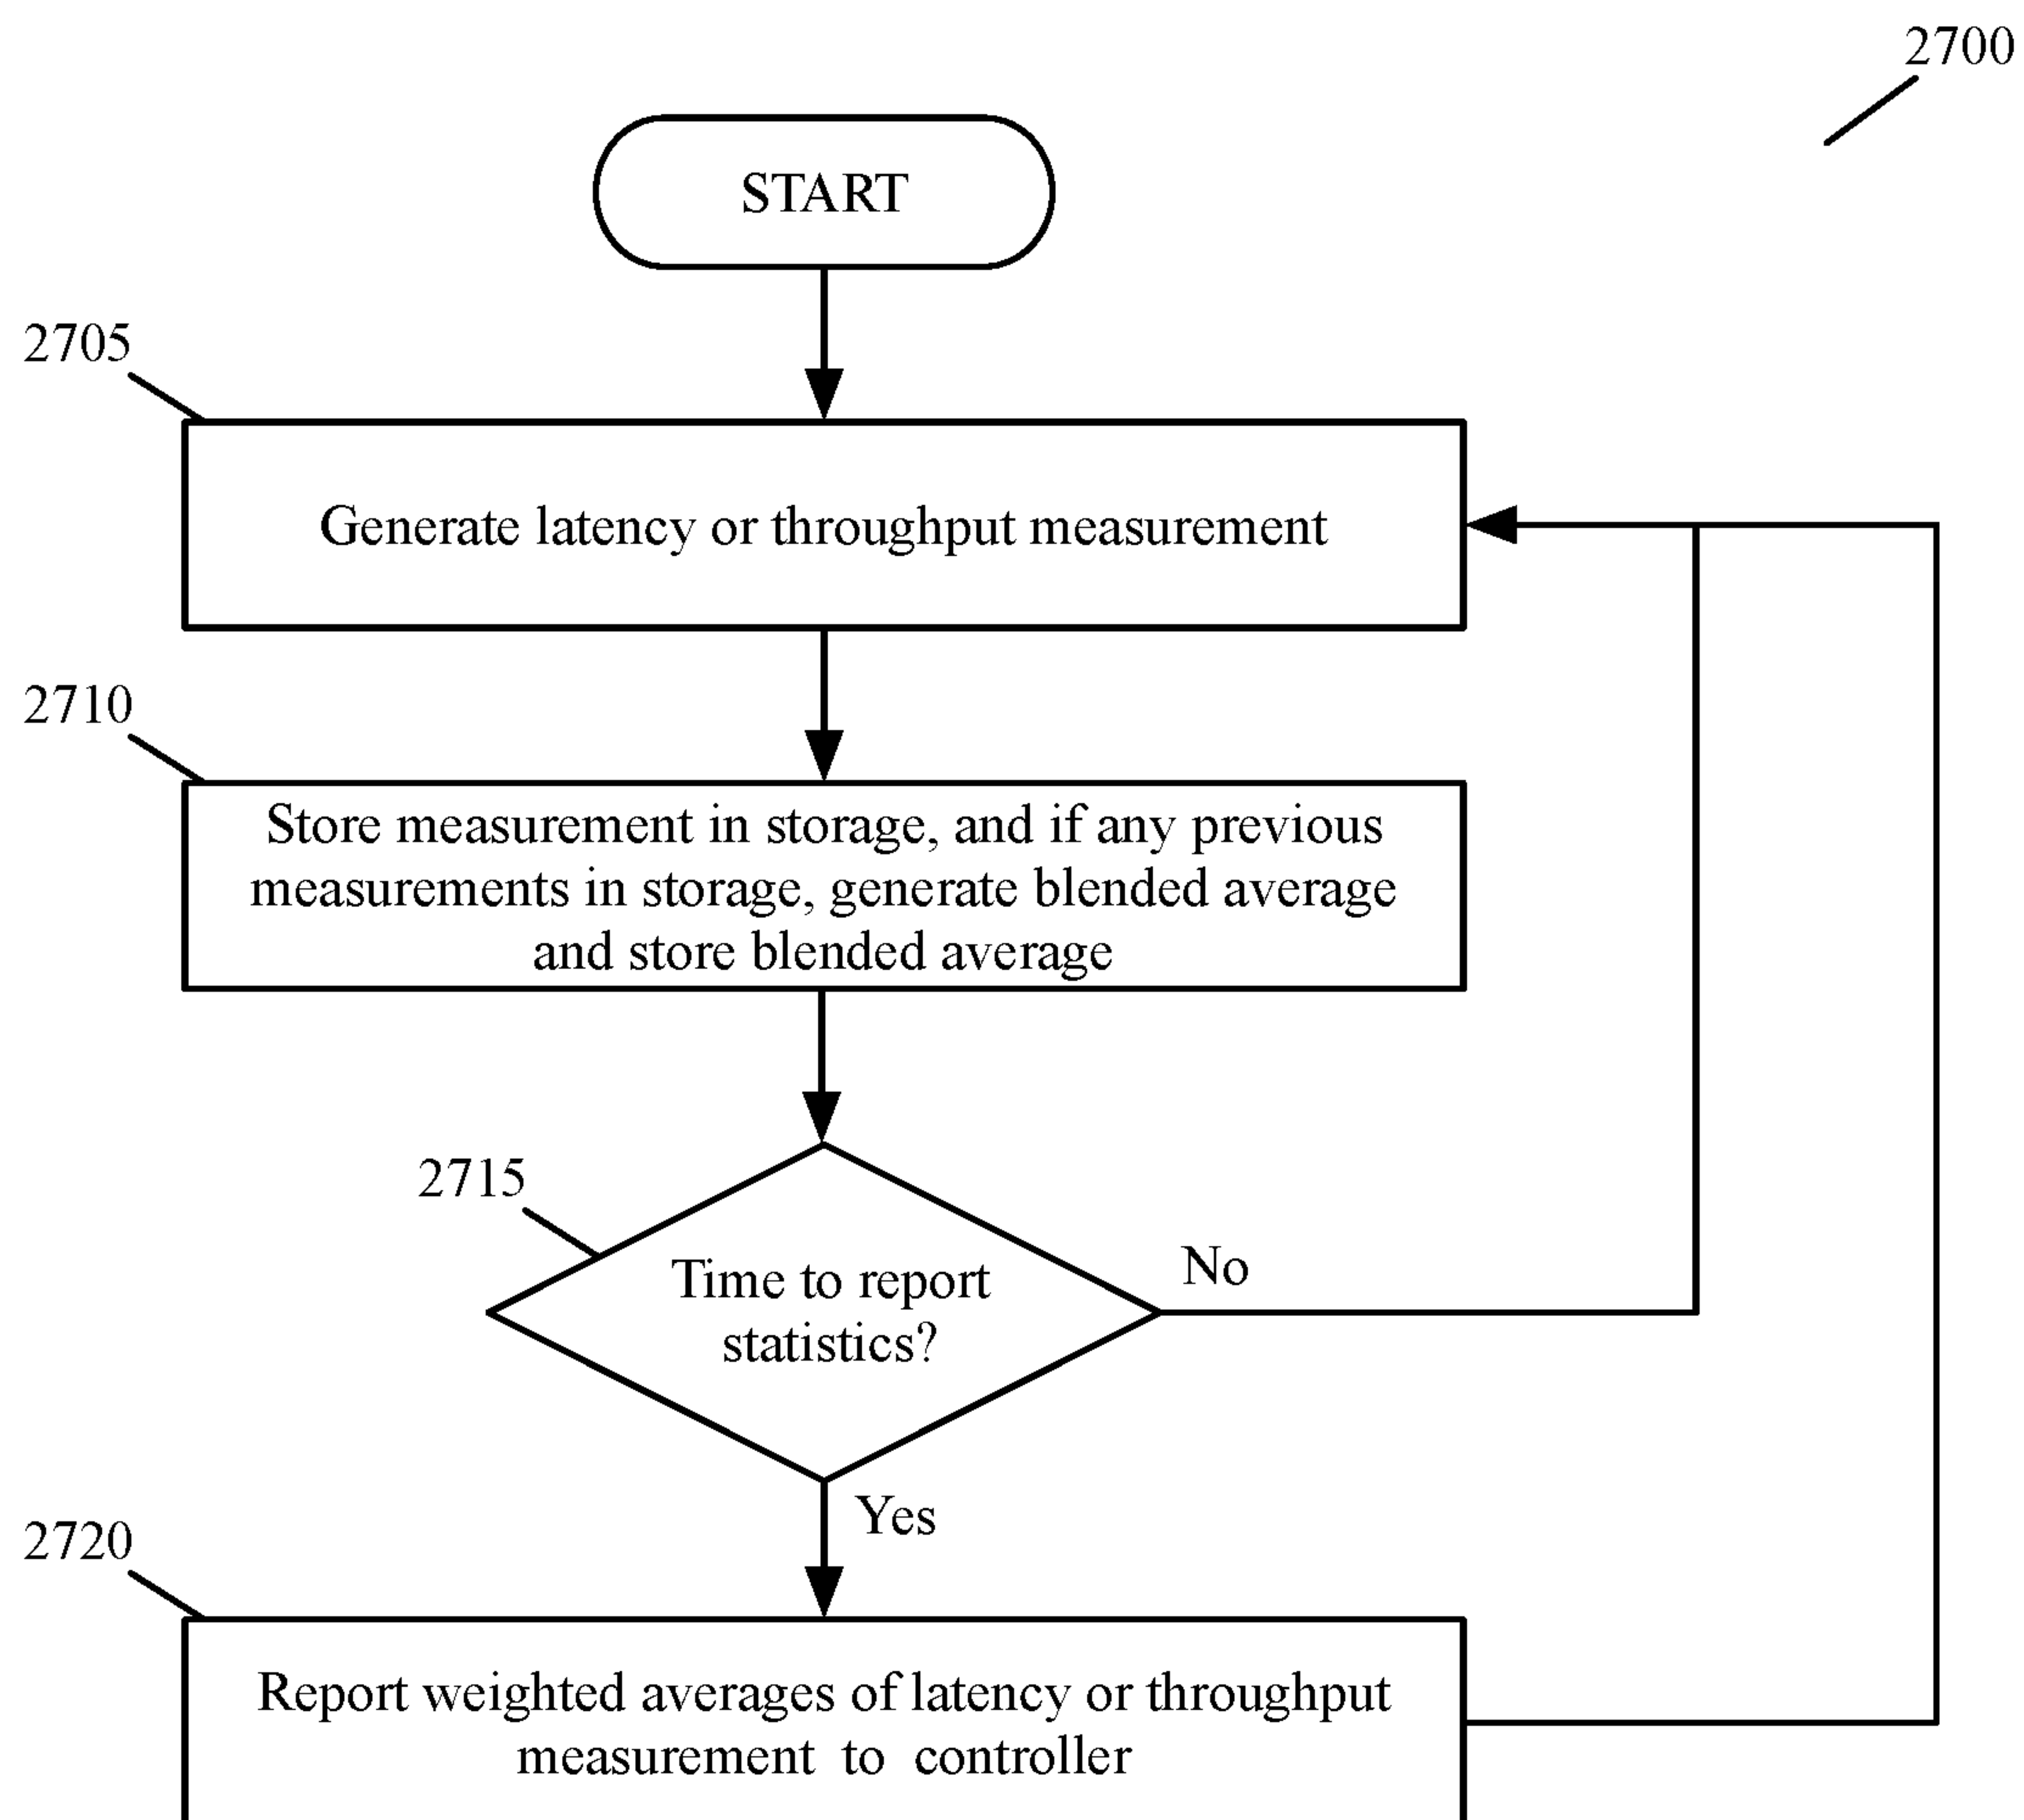 2700
START
2705
Generate latency or throughput measurement
2710
Store measurement in storage, and if any previous
measurements in storage, generate blended average
and store blended average
2715
Time to report
statistics?
No
Yes
2720
Report weighted averages of latency or throughput
measurement to controller